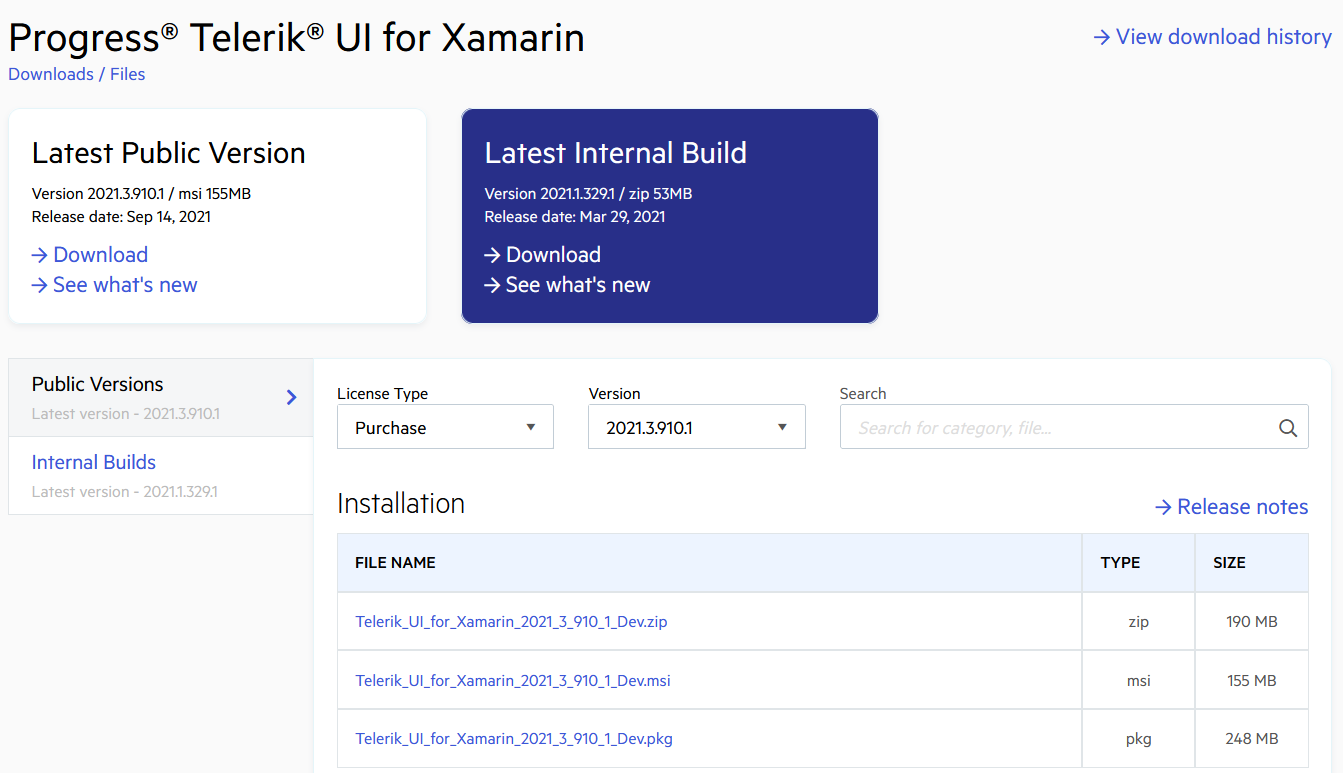 Progress® Telerik® UI for Xamarin
→ View download history
Downloads / Files
Latest Public Version
Version 2021.3.910.1 / msi 155MB
Release date: Sep 14, 2021
→ Download
→ See what's new
Latest Internal Build
Version 2021.1.329.1 / zip 53MB
Release date: Mar 29, 2021
→ Download
→ See what's new
Public Versions
Latest version - 2021.3.910.1
Internal Builds
Latest version - 2021.1.329.1
License Type
Purchase
Version
2021.3.910.1
Search
Search for category, file...
Installation
→ Release notes
FILE NAME TYPE SIZE
Telerik_UI_for_Xamarin_2021_3_910_1_Dev.zip zip 190 MB
Telerik_UI_for_Xamarin_2021_3_910_1_Dev.msi msi 155 MB
Telerik_UI_for_Xamarin_2021_3_910_1_Dev.pkg pkg 248 MB